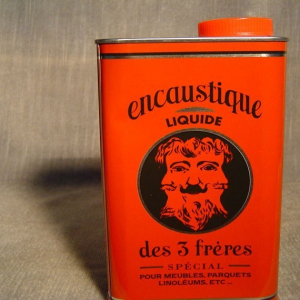 encaustique
LIQUIDE
des 3 frères
SPÉCIAL
POUR MEUBLES, PARQUETS
LINOLÉUMS, ETC...